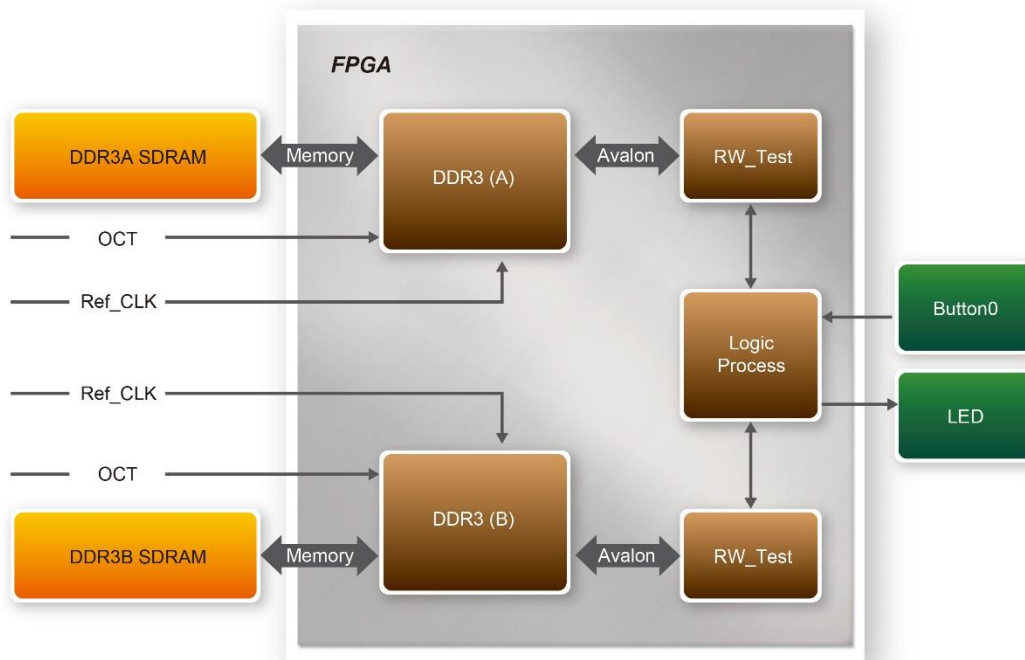 FPGA
DDR3A SDRAM
Memory
DDR3 (A)
Avalon
RW_Test
OCT
Ref_CLK
Button0
Logic
Process
Ref_CLK
LED
OCT
DDR3B SDRAM
Memory
DDR3 (B)
Avalon
RW_Test